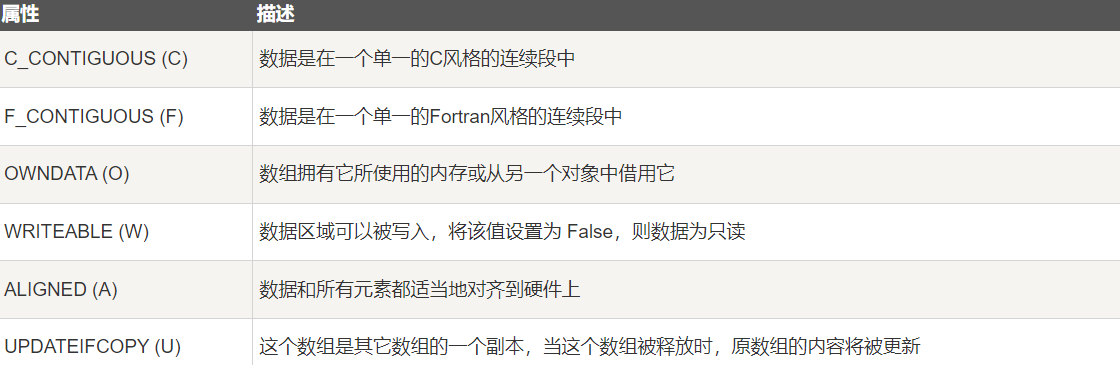 属性 描述
C_CONTIGUOUS (C) 数据是在一个单一的C风格的连续段中
F_CONTIGUOUS (F) 数据是在一个单一的Fortran风格的连续段中
OWNDATA (O) 数组拥有它所使用的内存或从另一个对象中借用它
WRITEABLE (W) 数据区域可以被写入，将该值设置为 False，则数据为只读
ALIGNED (A) 数据和所有元素都适当地对齐到硬件上
UPDATEIFCOPY (U) 这个数组是其它数组的一个副本，当这个数组被释放时，原数组的内容将被更新